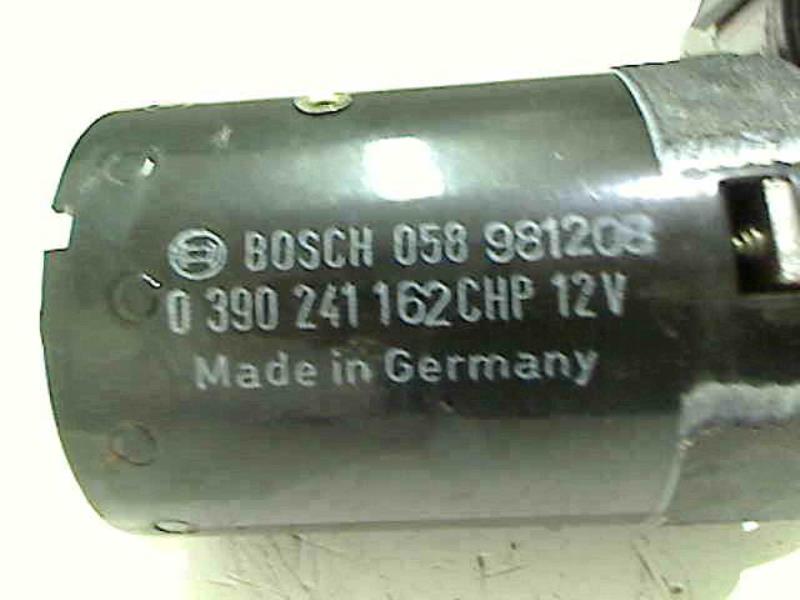 BOSCH 058 981208
0 390 241 162CHP 12V
Made in Germany